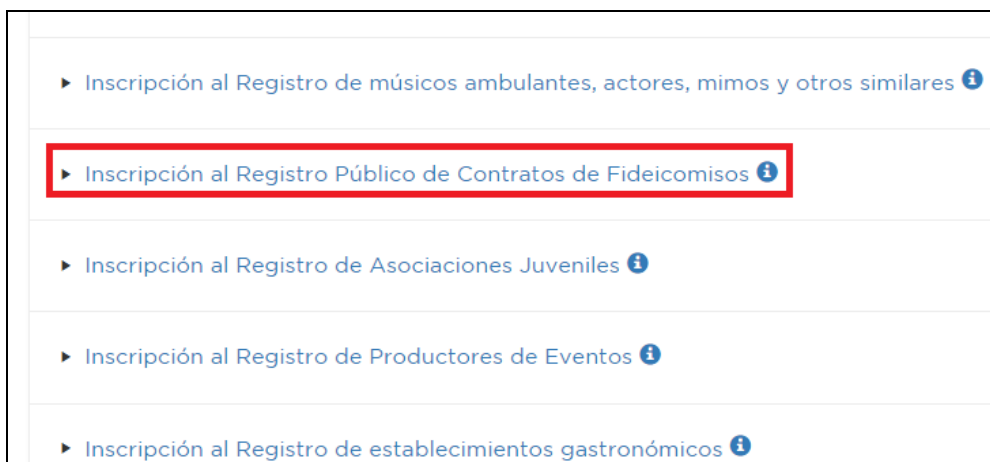 Inscripción al Registro de músicos ambulantes, actores, mimos y otros similares
Inscripción al Registro Público de Contratos de Fideicomisos
Inscripción al Registro de Asociaciones Juveniles
Inscripción al Registro de Productores de Eventos
Inscripción al Registro de establecimientos gastronómicos